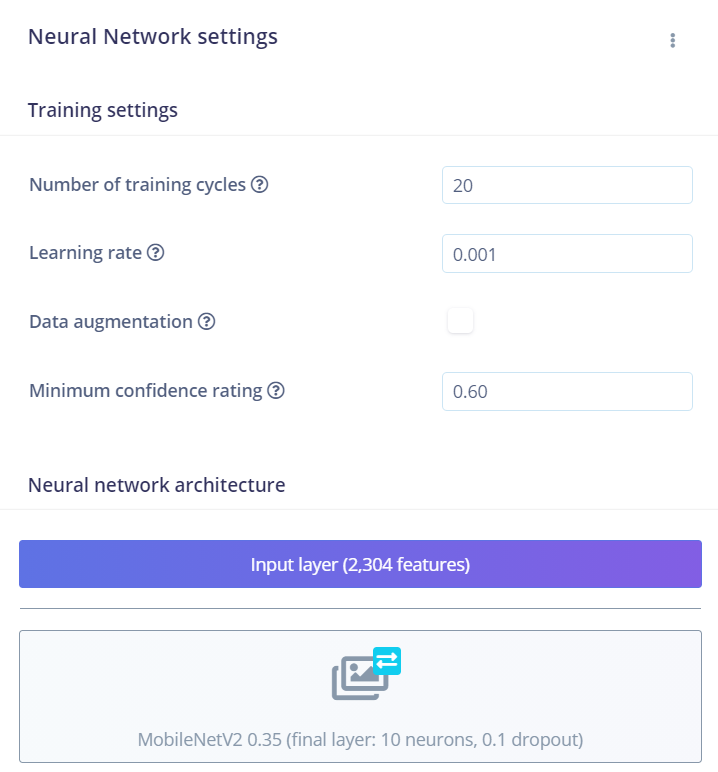 Neural Network settings
Training settings
Number of training cycles
20
Learning rate
0.001
Data augmentation
Minimum confidence rating
0.60
Neural network architecture
Input layer (2,304 features)
MobileNetV2 0.35 (final layer: 10 neurons, 0.1 dropout)